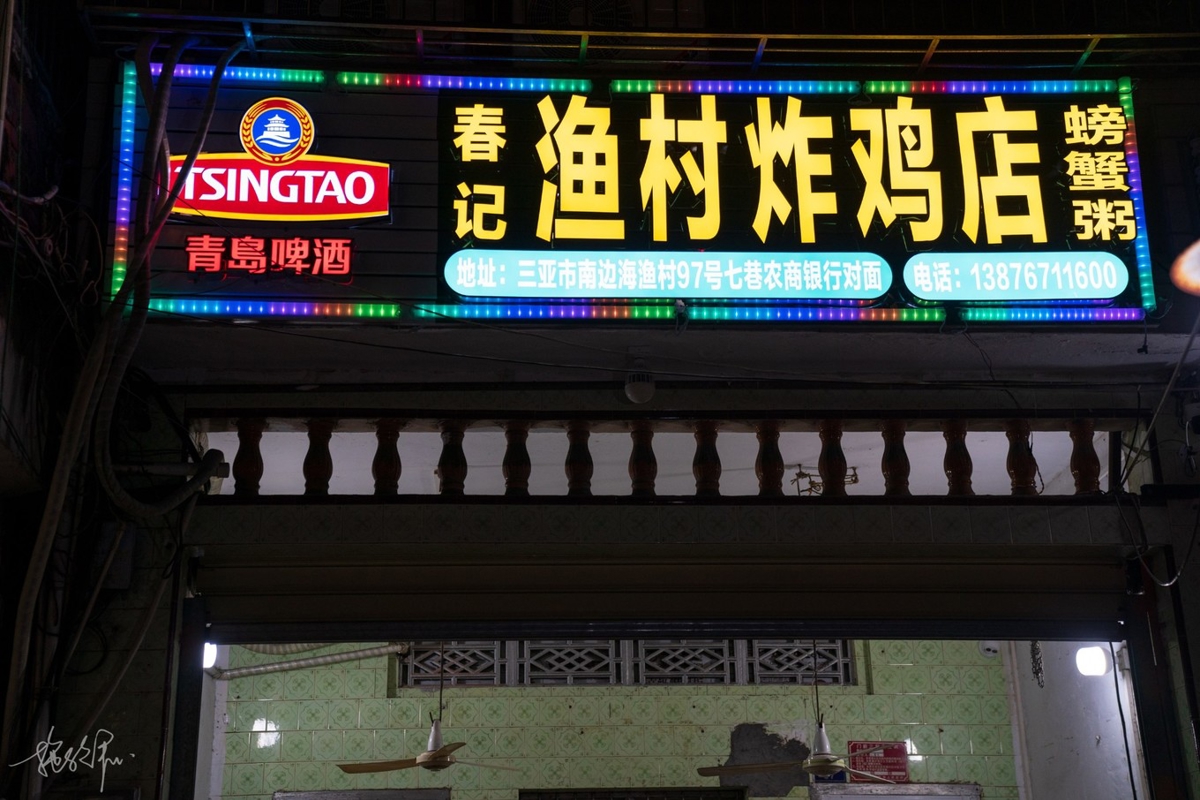 TSINGTAO
青島啤酒
春记
渔村炸鸡店
螃蟹粥
地址：三亚市南边海渔村97号七巷农商银行对面
电话：13876711600